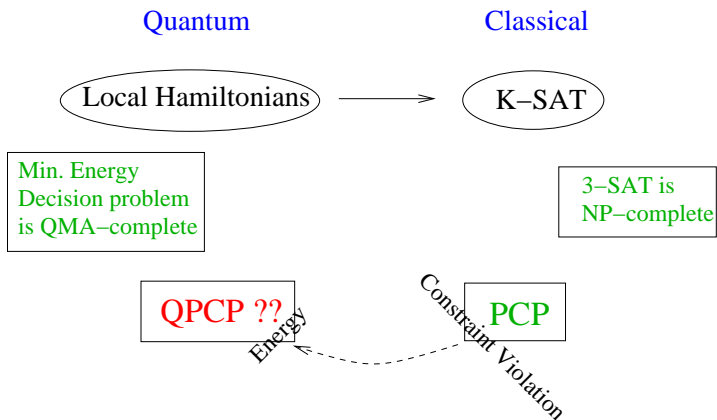 Quantum
Classical
Local Hamiltonians
K−SAT
Min. Energy
Decision problem
is QMA−complete
3−SAT is
NP−complete
QPCP ??
Energy
Constraint Violation
PCP